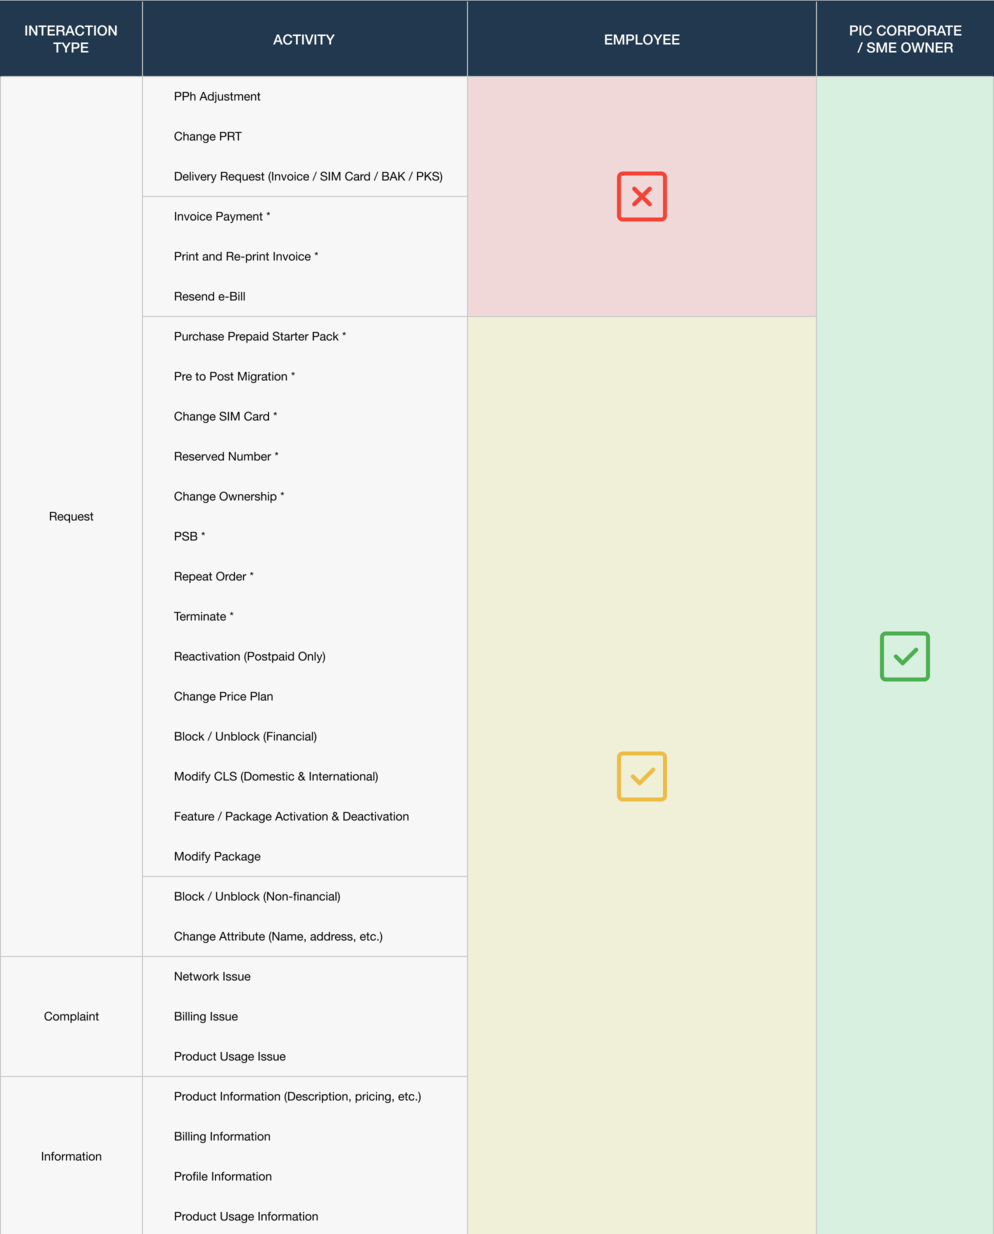 INTERACTION
TYPE
ACTIVITY
EMPLOYEE
PIC CORPORATE
/ SME OWNER
Request
PPh Adjustment
Change PRT
Delivery Request (Invoice / SIM Card / BAK / PKS)
Invoice Payment *
Print and Re-print Invoice *
Resend e-Bill
Purchase Prepaid Starter Pack *
Pre to Post Migration *
Change SIM Card *
Reserved Number *
Change Ownership *
PSB *
Repeat Order *
Terminate *
Reactivation (Postpaid Only)
Change Price Plan
Block / Unblock (Financial)
Modify CLS (Domestic & International)
Feature / Package Activation & Deactivation
Modify Package
Block / Unblock (Non-financial)
Change Attribute (Name, address, etc.)
Complaint
Network Issue
Billing Issue
Product Usage Issue
Information
Product Information (Description, pricing, etc.)
Billing Information
Profile Information
Product Usage Information